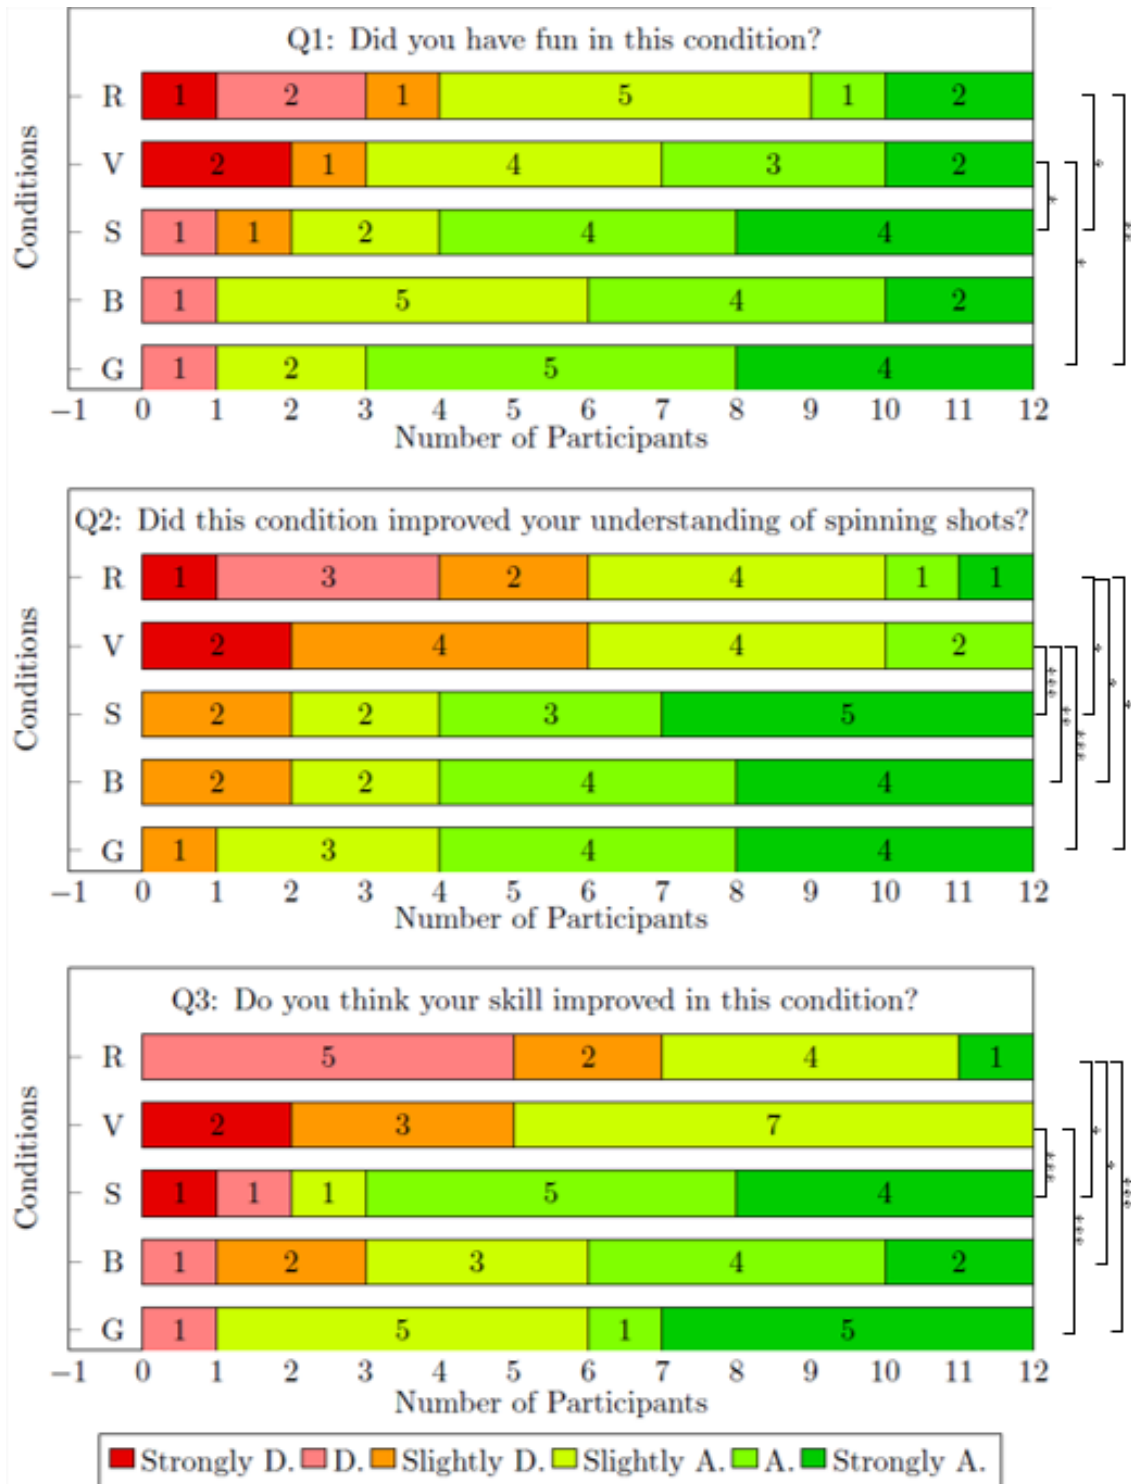 Q1: Did you have fun in this condition?
Conditions
R 1 2 1 5 1 2
V 2 1 4 3 2
S 1 1 2 4 4
B 1 5 4 2
G 1 2 5 4
−1 0 1 2 3 4 5 6 7 8 9 10 11 12
Number of Participants
* * * **
Q2: Did this condition improved your understanding of spinning shots?
Conditions
R 1 3 2 4 1 1
V 2 4 4 2
S 2 2 3 5
B 2 2 4 4
G 1 3 4 4
−1 0 1 2 3 4 5 6 7 8 9 10 11 12
Number of Participants
*** ** *** * * *
Q3: Do you think your skill improved in this condition?
Conditions
R 5 2 4 1
V 2 3 7
S 1 1 1 5 4
B 1 2 3 4 2
G 1 5 1 5
−1 0 1 2 3 4 5 6 7 8 9 10 11 12
Number of Participants
*** *** * * ***
Strongly D. D. Slightly D. Slightly A. A. Strongly A.